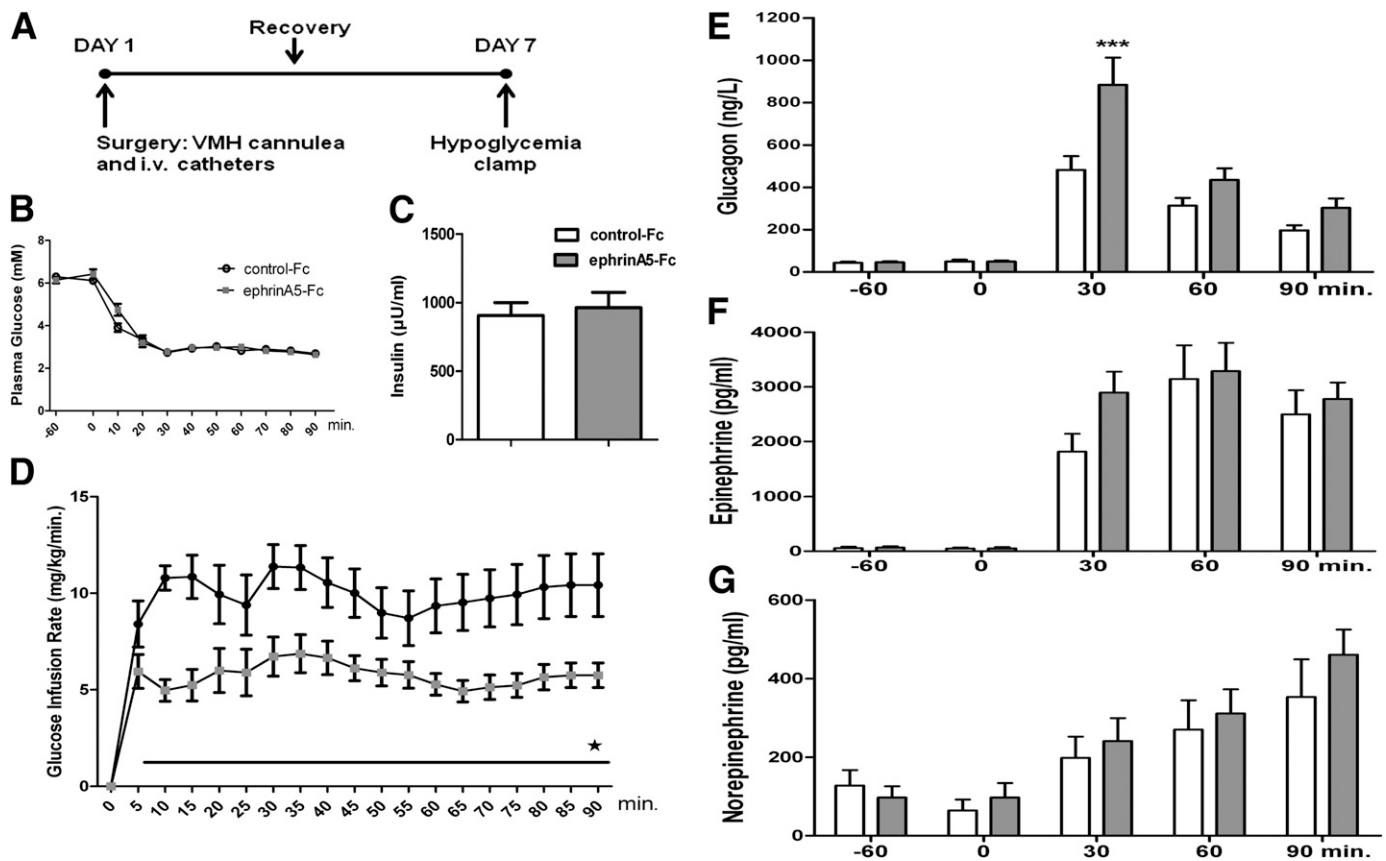 A
DAY 1
Recovery
DAY 7
Surgery: VMH cannulea
and i.v. catheters
Hypoglycemia
clamp
B
Plasma Glucose (mM)
8
6
4
2
0
control-Fc
ephrinA5-Fc
-60 0 10 20 30 40 50 60 70 80 90 min.
C
Insulin (µU/ml)
1500
1000
500
0
control-Fc
ephrinA5-Fc
D
Glucose Infusion Rate (mg/kg/min.)
15
10
5
0
0 5 10 15 20 25 30 35 40 45 50 55 60 65 70 75 80 85 90 min.
E
Glucagon (ng/L)
1200
1000
800
600
400
200
0
***
-60 0 30 60 90 min.
F
Epinephrine (pg/ml)
4000
3000
2000
1000
0
-60 0 30 60 90 min.
G
Norepinephrine (pg/ml)
600
400
200
0
-60 0 30 60 90 min.